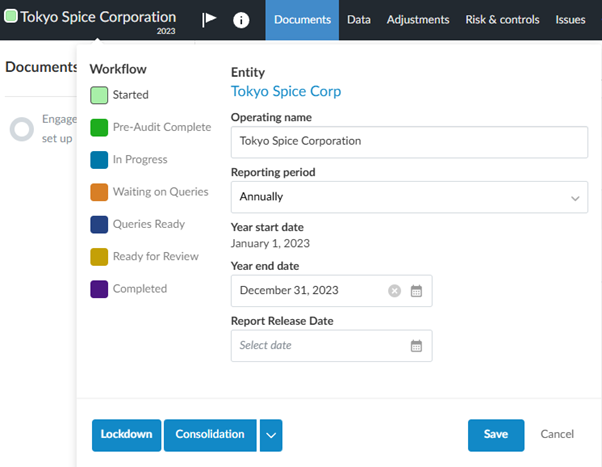 Tokyo Spice Corporation
2023
Documents
Data
Adjustments
Risk & controls
Issues
Documents
Engage
set up
Workflow
Started
Pre-Audit Complete
In Progress
Waiting on Queries
Queries Ready
Ready for Review
Completed
Entity
Tokyo Spice Corp
Operating name
Tokyo Spice Corporation
Reporting period
Annually
Year start date
January 1, 2023
Year end date
December 31, 2023
Report Release Date
Select date
Lockdown
Consolidation
Save
Cancel